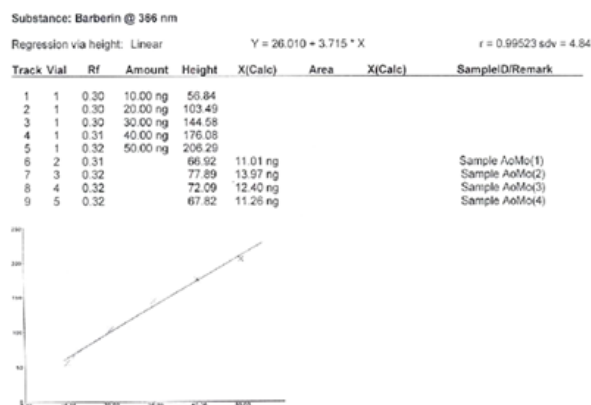 Substance: Barberin @ 366 nm
Regression via height: Linear Y = 26.010 + 3.715 * X r = 0.99523 sdv = 4.84
Track Vial Rf Amount Height X(Calc) Area X(Calc) SampleID/Remark
1 1 0.30 10.00 ng 56.84
2 1 0.30 20.00 ng 103.49
3 1 0.30 30.00 ng 144.58
4 1 0.31 40.00 ng 176.08
5 1 0.32 50.00 ng 206.29
6 2 0.31 66.92 11.01 ng Sample AoMo(1)
7 3 0.32 77.89 13.97 ng Sample AoMo(2)
8 4 0.32 72.09 12.40 ng Sample AoMo(3)
9 5 0.32 67.82 11.26 ng Sample AoMo(4)
200
100
50